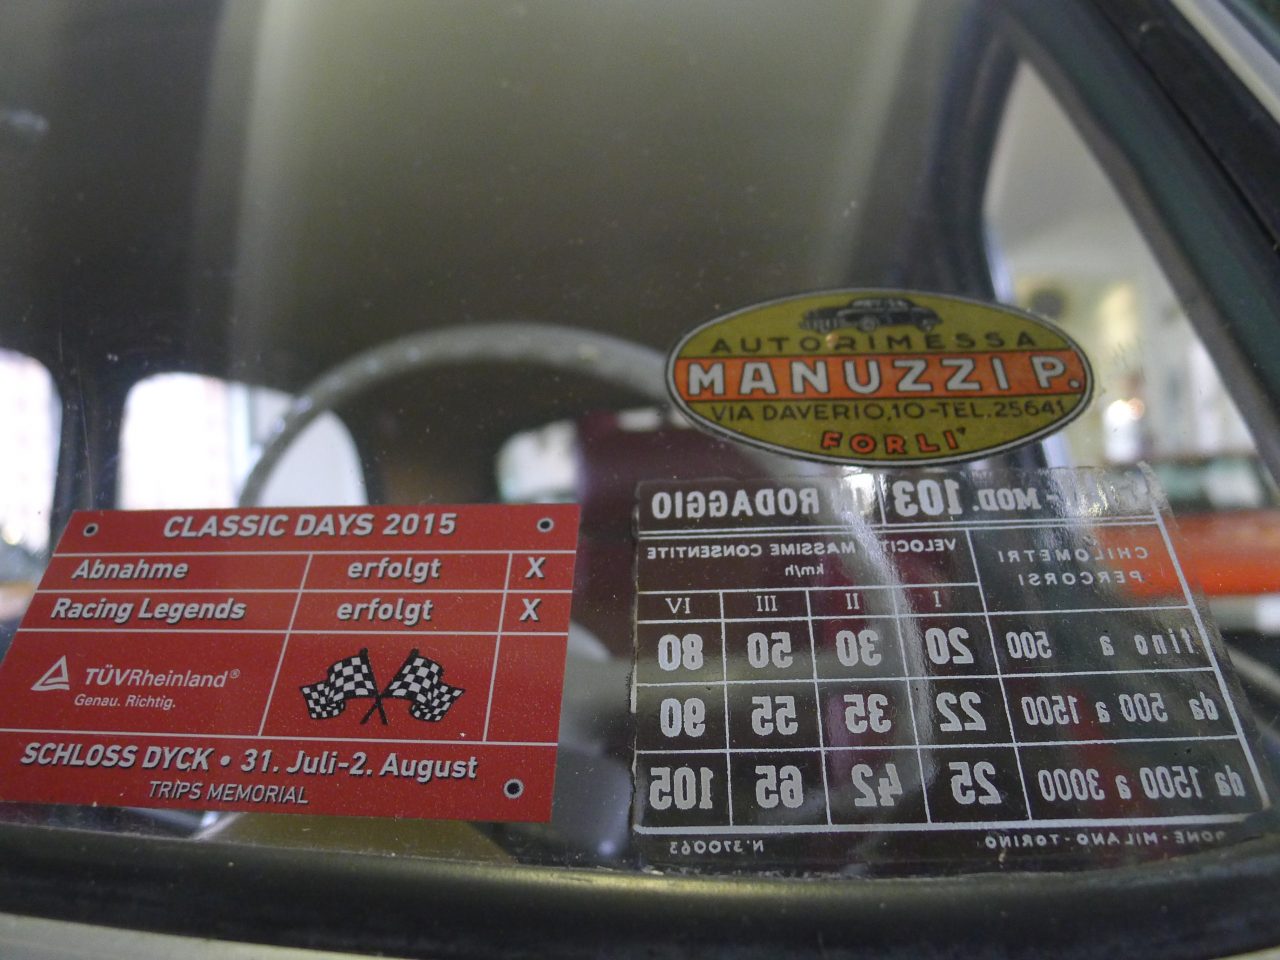 AUTORIMESSA
MANUZZI P.
VIA DAVERIO,10-TEL.25641
FORLI'
CLASSIC DAYS 2015
Abnahme erfolgt X
Racing Legends erfolgt X
TÜVRheinland®
Genau. Richtig.
SCHLOSS DYCK • 31. Juli-2. August
TRIPS MEMORIAL
MOD. 103 RODAGGIO
CHILOMETRI PERCORSI
VELOCITÀ MASSIME CONSENTITE
km/h
I II III IV
fino a 500 20 30 50 80
da 500 a 1500 22 35 55 90
da 1500 a 3000 25 42 65 105
MILANO-TORINO N°370063